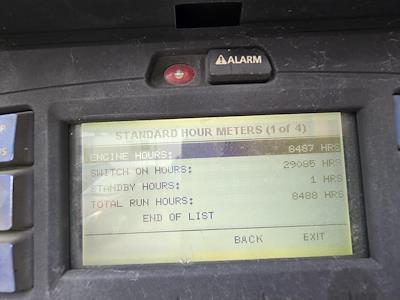 ⚠ALARM
STANDARD HOUR METERS (1 of 4)
ENGINE HOURS: 8487 HRS
SWITCH ON HOURS: 29085 HRS
STANDBY HOURS: 1 HRS
TOTAL RUN HOURS: 8488 HRS
END OF LIST
BACK EXIT